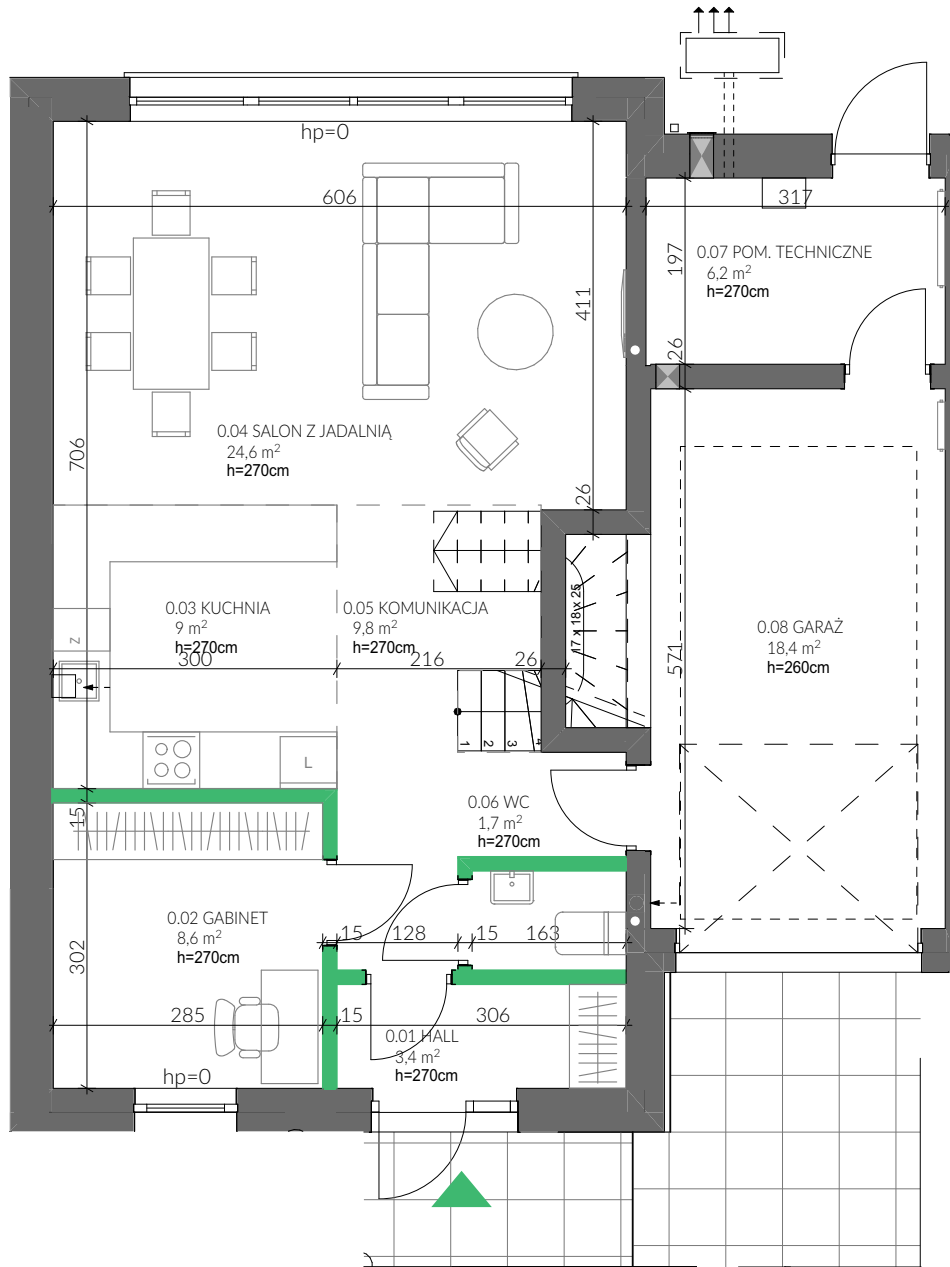 hp=0
606
317
0.07 POM. TECHNICZNE
6,2 m²
h=270cm
197
411
26
706
0.04 SALON Z JADALNIĄ
24,6 m²
h=270cm
26
17 x 18 x 25
0.03 KUCHNIA
9 m²
h=270cm
0.05 KOMUNIKACJA
9,8 m²
h=270cm
0.08 GARAŻ
18,4 m²
h=260cm
Z
300
216
26
571
1
2
3
4
L
15
0.06 WC
1,7 m²
h=270cm
0.02 GABINET
8,6 m²
h=270cm
15
128
15
163
302
285
15
306
0.01 HALL
3,4 m²
h=270cm
hp=0